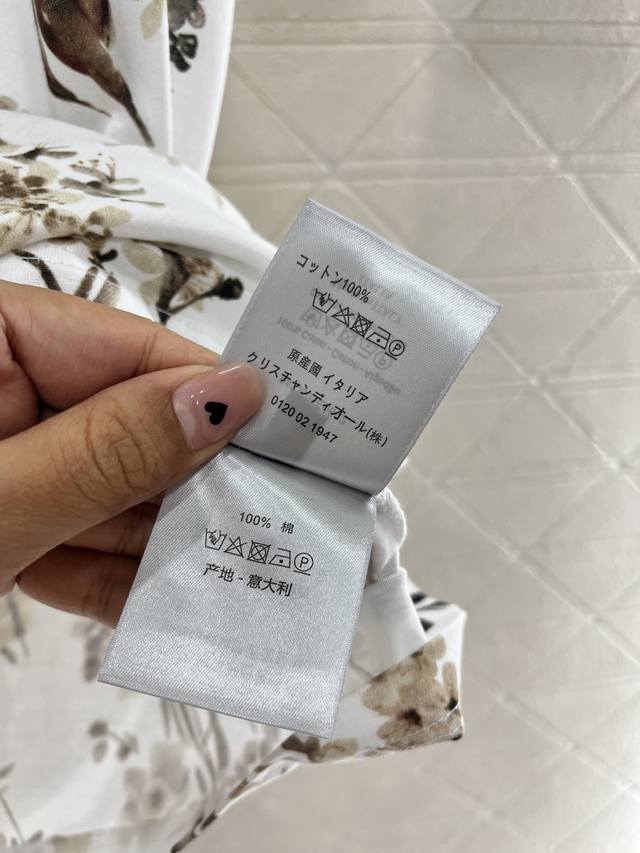 コットン100%
原産國 イタリア
クリスチャンディオール(株)
0120 02 1947
100% 棉
产地 - 意大利